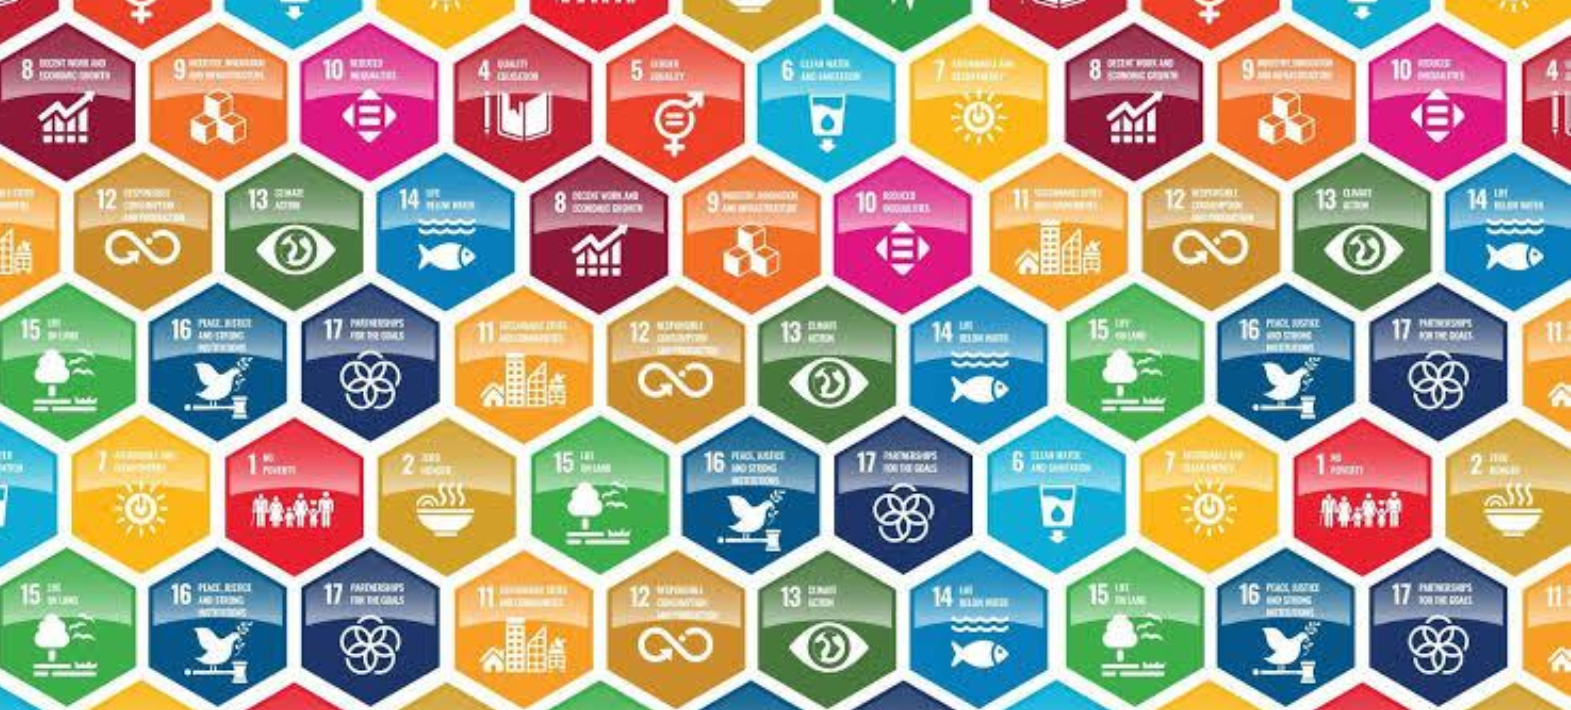 8 DECENT WORK AND
ECONOMIC GROWTH
9 INDUSTRY, INNOVATION
AND INFRASTRUCTURE
10 REDUCED
INEQUALITIES
4 QUALITY
EDUCATION
5 GENDER
EQUALITY
6 CLEAN WATER
AND SANITATION
7 AFFORDABLE AND
CLEAN ENERGY
8 DECENT WORK AND
ECONOMIC GROWTH
9 INDUSTRY, INNOVATION
AND INFRASTRUCTURE
10 REDUCED
INEQUALITIES
4
12 RESPONSIBLE
CONSUMPTION
AND PRODUCTION
13 CLIMATE
ACTION
14 LIFE
BELOW WATER
8 DECENT WORK AND
ECONOMIC GROWTH
9 INDUSTRY, INNOVATION
AND INFRASTRUCTURE
10 REDUCED
INEQUALITIES
11 SUSTAINABLE CITIES
AND COMMUNITIES
12 RESPONSIBLE
CONSUMPTION
AND PRODUCTION
13 CLIMATE
ACTION
14 LIFE
BELOW WATER
15 LIFE
ON LAND
16 PEACE, JUSTICE
AND STRONG
INSTITUTIONS
17 PARTNERSHIPS
FOR THE GOALS
11 SUSTAINABLE CITIES
AND COMMUNITIES
12 RESPONSIBLE
CONSUMPTION
AND PRODUCTION
13 CLIMATE
ACTION
14 LIFE
BELOW WATER
15 LIFE
ON LAND
16 PEACE, JUSTICE
AND STRONG
INSTITUTIONS
17 PARTNERSHIPS
FOR THE GOALS
11
7 AFFORDABLE AND
CLEAN ENERGY
1 NO
POVERTY
2 ZERO
HUNGER
15 LIFE
ON LAND
16 PEACE, JUSTICE
AND STRONG
INSTITUTIONS
17 PARTNERSHIPS
FOR THE GOALS
6 CLEAN WATER
AND SANITATION
7 AFFORDABLE AND
CLEAN ENERGY
1 NO
POVERTY
2 ZERO
HUNGER
15 LIFE
ON LAND
16 PEACE, JUSTICE
AND STRONG
INSTITUTIONS
17 PARTNERSHIPS
FOR THE GOALS
11 SUSTAINABLE CITIES
AND COMMUNITIES
12 RESPONSIBLE
CONSUMPTION
AND PRODUCTION
13 CLIMATE
ACTION
14 LIFE
BELOW WATER
15 LIFE
ON LAND
16 PEACE, JUSTICE
AND STRONG
INSTITUTIONS
17 PARTNERSHIPS
FOR THE GOALS
11